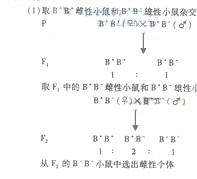 (1)取B⁺B⁺雌性小鼠和B⁺B⁻雄性小鼠杂交
P B⁺B⁺(♀)×B⁺B⁻(♂)
F₁ B⁺B⁺ B⁺B⁻
1 : 1
取F₁中的B⁺B⁻雌性小鼠和B⁺B⁻雄性小
B⁺B⁻(♀)×B⁺B⁻(♂)
F₂ B⁺B⁺ B⁺B⁻ B⁻B⁻
1 : 2 : 1
从F₂的B⁻B⁻小鼠中选出雌性个体